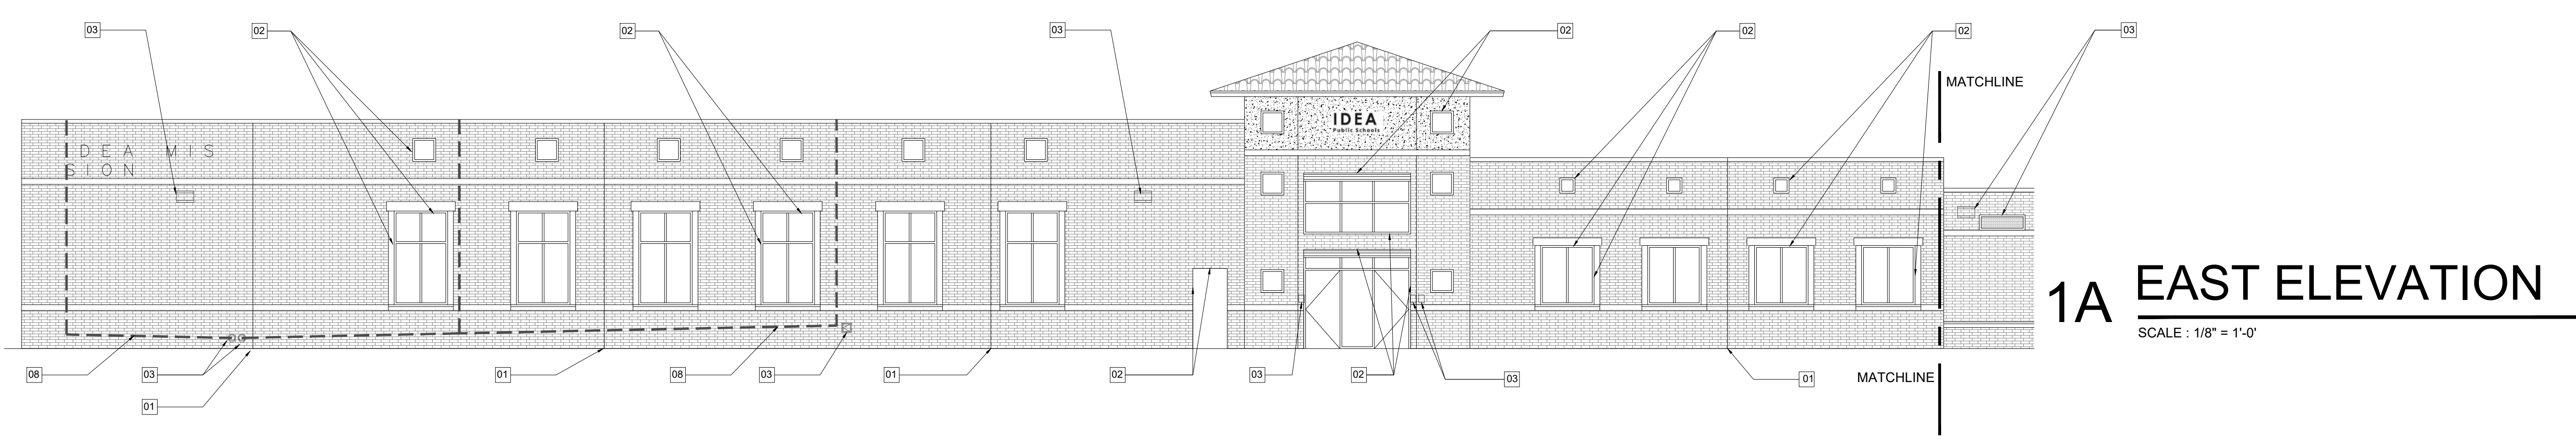 03
02
02
03
02
02
02
03
MATCHLINE
IDEA
Public Schools
I D E A M I S
S I O N
1A EAST ELEVATION
SCALE : 1/8" = 1'-0'
08
03
01
01
08
03
01
02
03
02
03
01
MATCHLINE